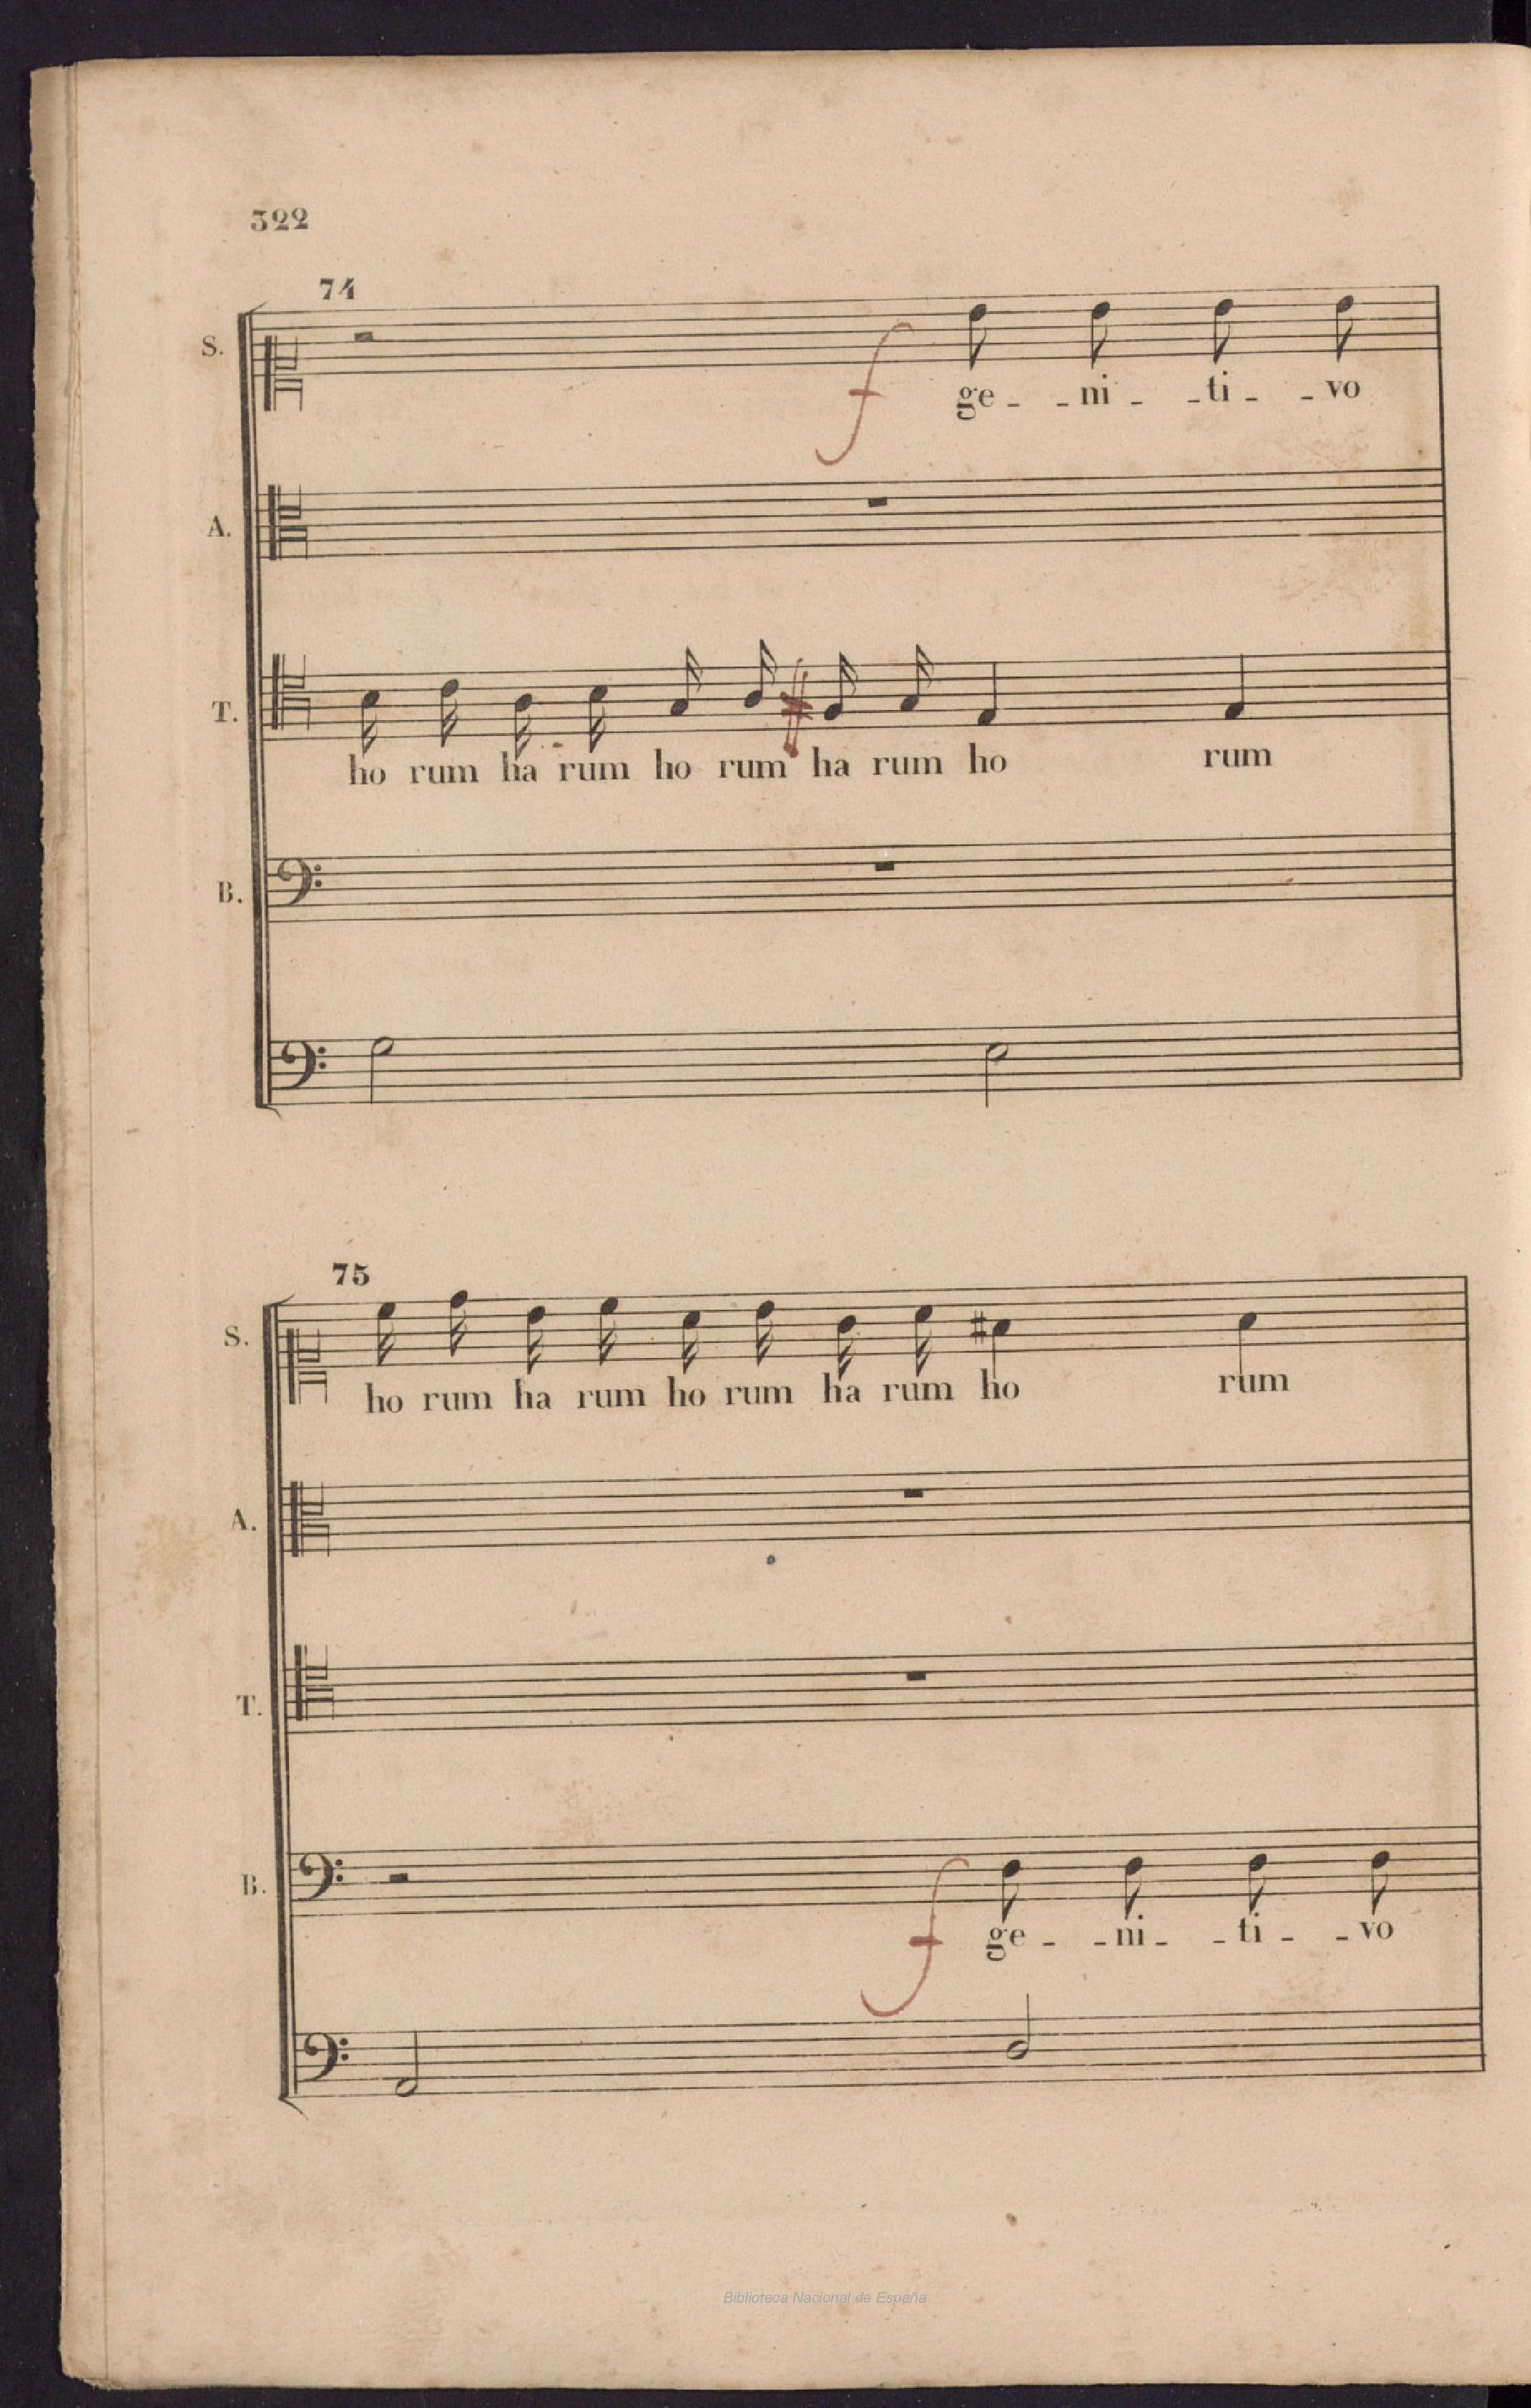 322
74
S.
f
ge - - ni - - ti - - vo
A.
T.
ho rum ha rum ho rum ha rum ho rum
B.
75
S.
ho rum ha rum ho rum ha rum ho rum
A.
T.
B.
f
ge - - ni - - ti - - vo
Biblioteca Nacional de España